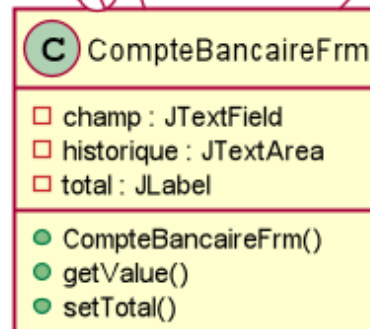 C CompteBancaireFrm
champ : JTextField
historique : JTextArea
total : JLabel
CompteBancaireFrm()
getValue()
setTotal()